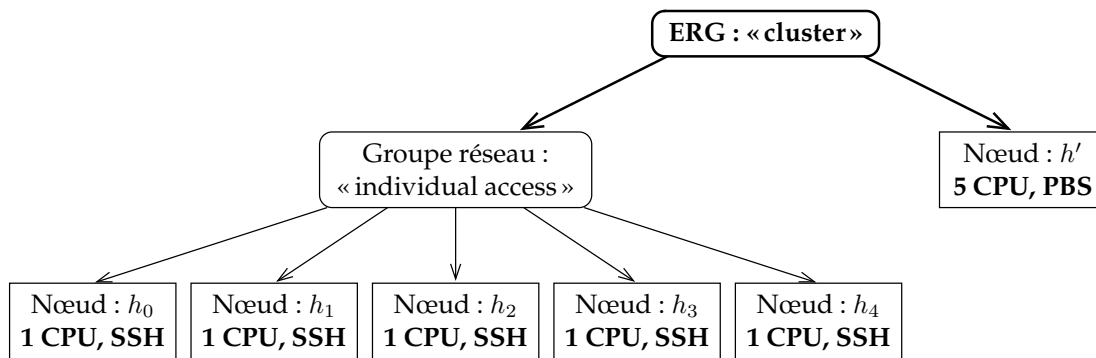 ERG : « cluster »
Groupe réseau :
« individual access »
Nœud : h′
5 CPU, PBS
Nœud : h₀
1 CPU, SSH
Nœud : h₁
1 CPU, SSH
Nœud : h₂
1 CPU, SSH
Nœud : h₃
1 CPU, SSH
Nœud : h₄
1 CPU, SSH